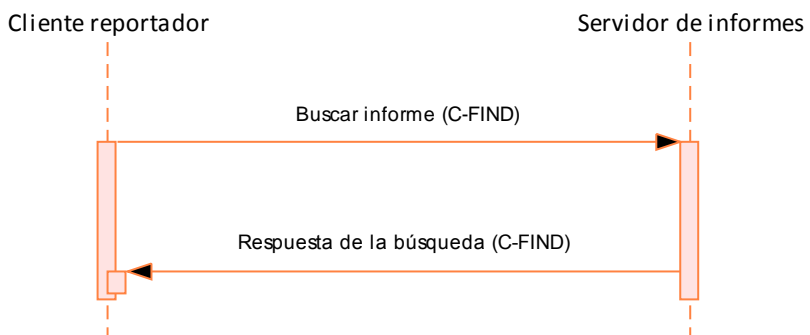 Cliente reportador
Servidor de informes
Buscar informe (C-FIND)
Respuesta de la búsqueda (C-FIND)